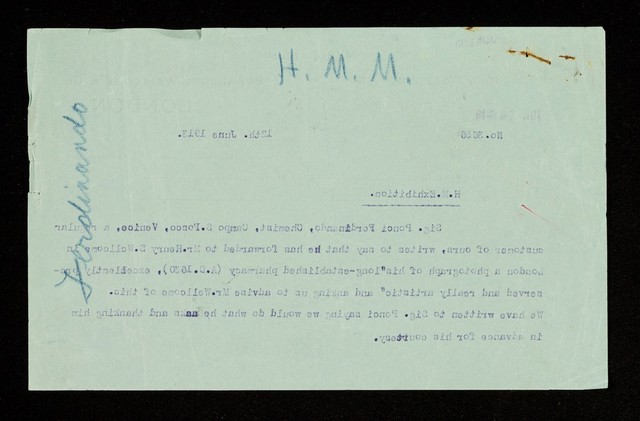 H. M. M.
Ferdinando
No. 3640
12th. June 1913.
H.M.Exhibition.
Sig. Ponci Ferdinando, Chemist, Campo S.Fosco, Venice, a regular
customer of ours, writes to say that he has forwarded to Mr.Henry S.Wellcome in
London a photograph of his"long-established pharmacy (A.D.1630), excellently pre-
served and really artistic" and asking us to advise Mr.Wellcome of this.
We have written to Sig. Ponci saying we would do what he asks and thanking him
in advance for his courtesy.
LONDON